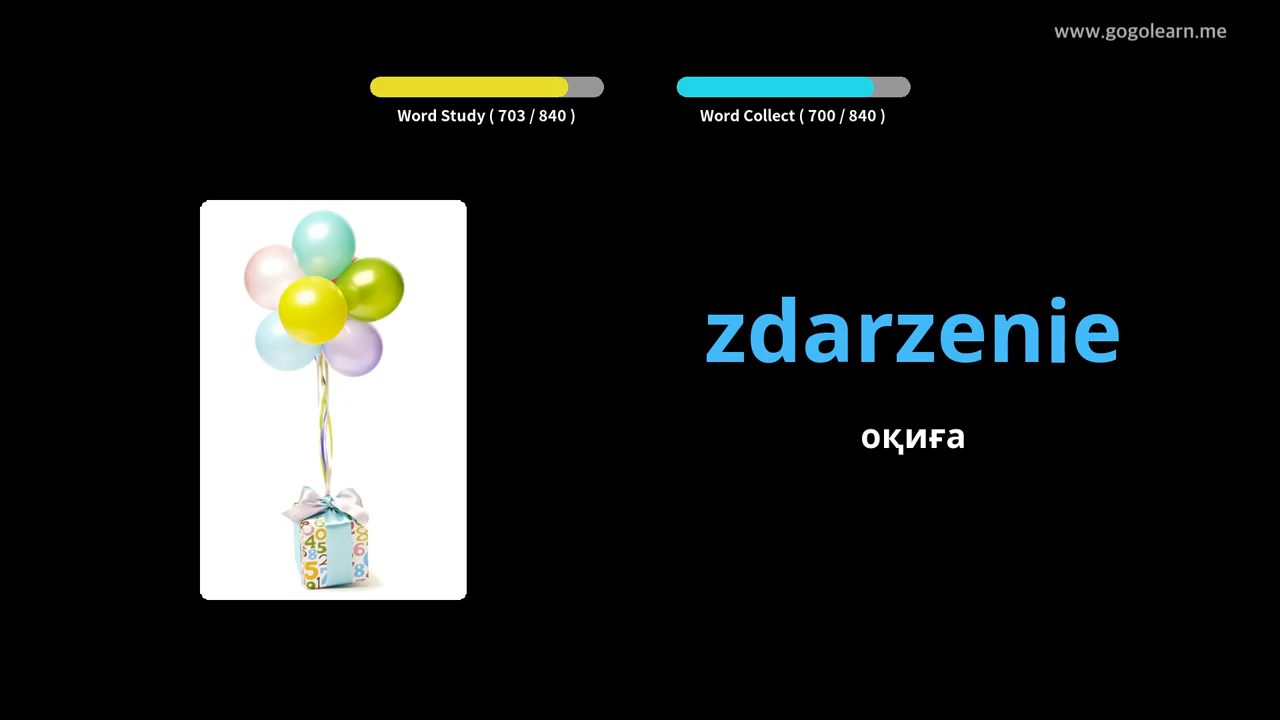 www.gogolearn.me
Word Study ( 703 / 840 )
Word Collect ( 700 / 840 )
zdarzenie
оқиға